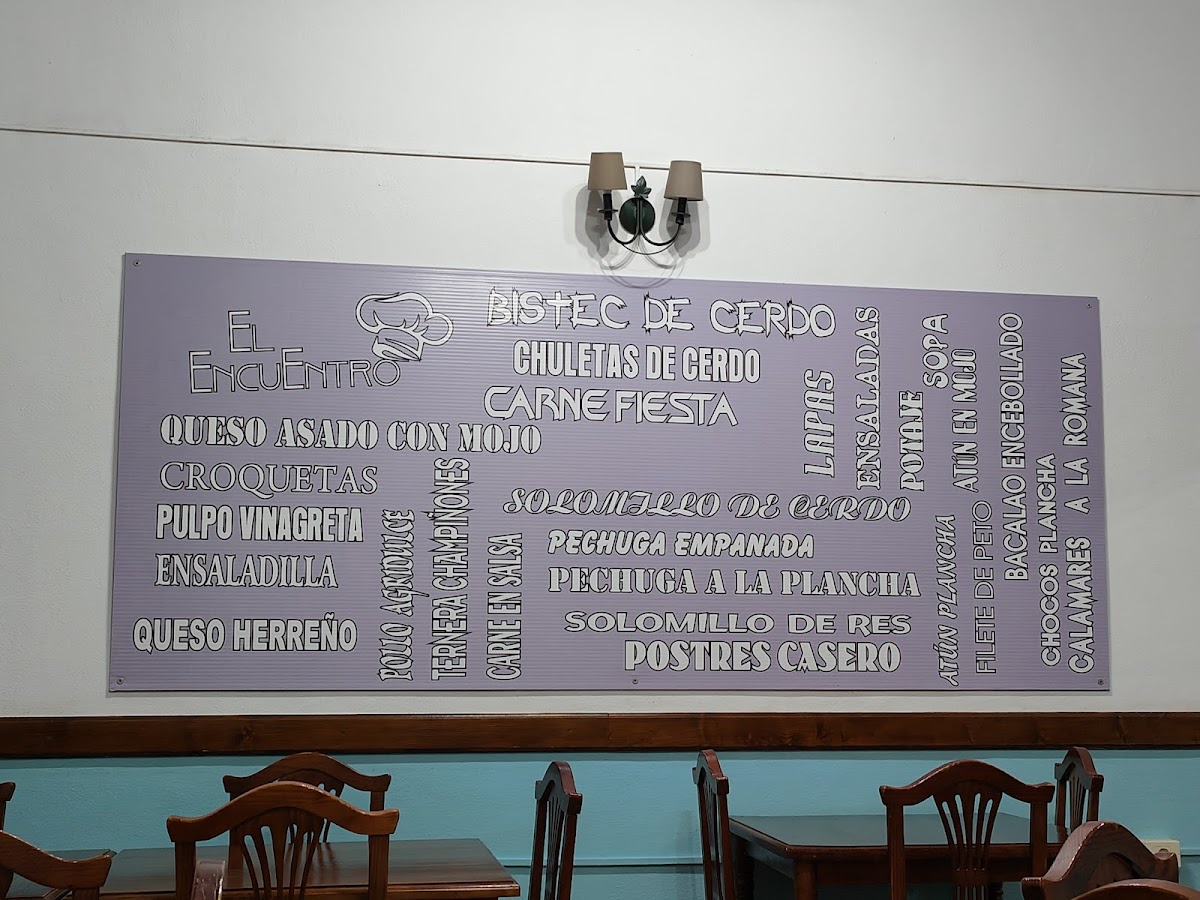 EL
ENCUENTRO
BISTEC DE CERDO
CHULETAS DE CERDO
CARNE FIESTA
QUESO ASADO CON MOJO
CROQUETAS
PULPO VINAGRETA
ENSALADILLA
QUESO HERREÑO
POLLO AGRIDULCE
TERNERA CHAMPIÑONES
CARNE EN SALSA
SOLOMILLO DE CERDO
PECHUGA EMPANADA
PECHUGA A LA PLANCHA
SOLOMILLO DE RES
POSTRES CASERO
LAPAS
ENSALADAS
POTAJE
SOPA
ATÚN EN MOJO
ATÚN PLANCHA
FILETE DE PETO
BACALAO ENCEBOLLADO
CHOCOS PLANCHA
CALAMARES A LA ROMANA